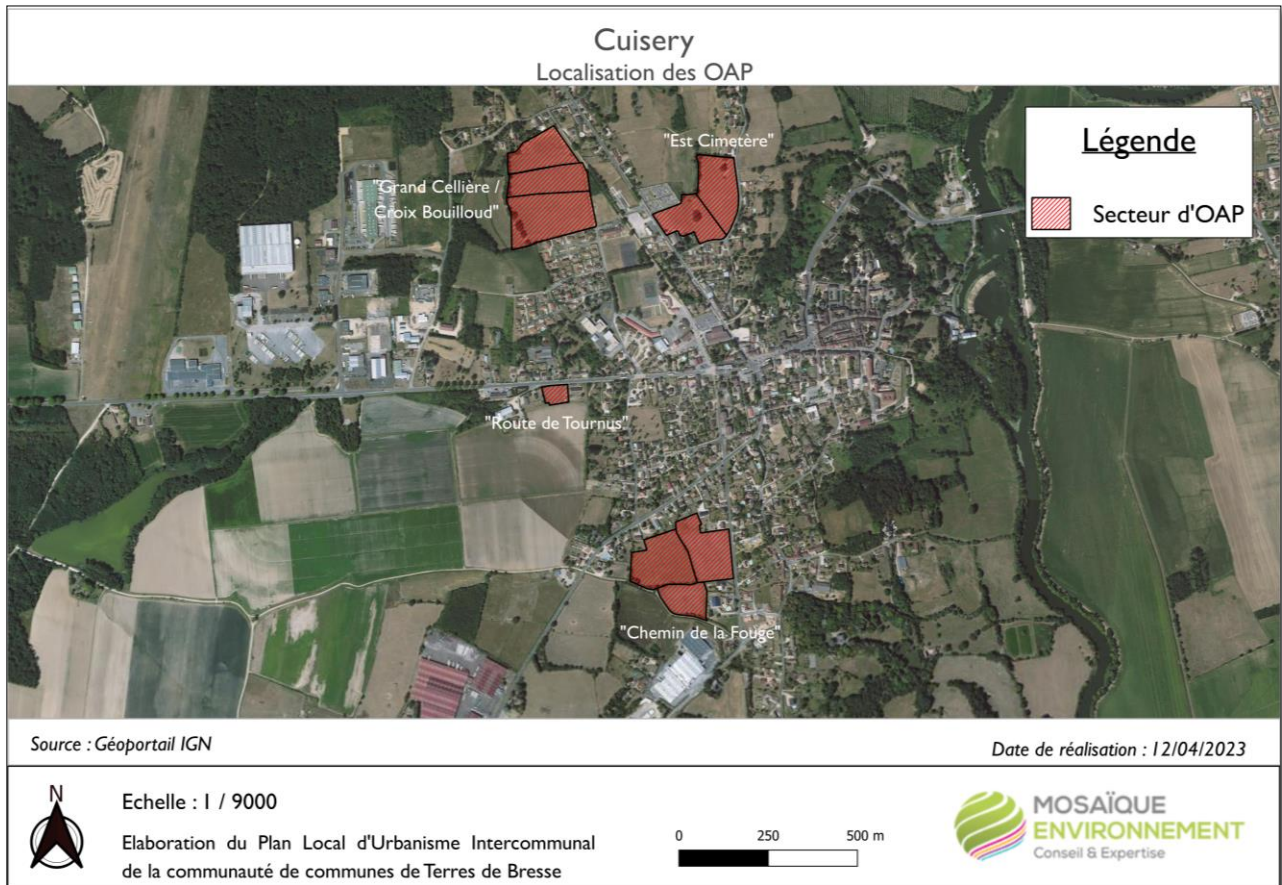 Cuisery
Localisation des OAP
"Est Cimetère"
"Grand Cellière /
Croix Bouilloud"
"Route de Tournus"
"Chemin de la Fouge"
Légende
Secteur d'OAP
Source : Géoportail IGN
Date de réalisation : 12/04/2023
N
Echelle : 1 / 9000
Elaboration du Plan Local d'Urbanisme Intercommunal
de la communauté de communes de Terres de Bresse
0 250 500 m
MOSAÏQUE
ENVIRONNEMENT
Conseil & Expertise